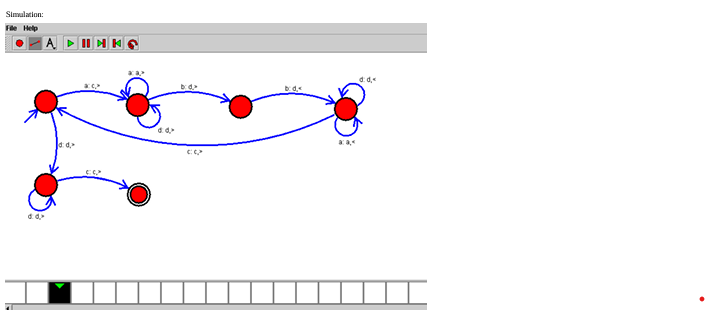 Simulation:
File Help
A
a: a,>
d: d,<
a: c,>
b: d,>
b: d,<
d: d,>
a: a,<
d: d,>
c: c,>
c: c,>
d: d,>